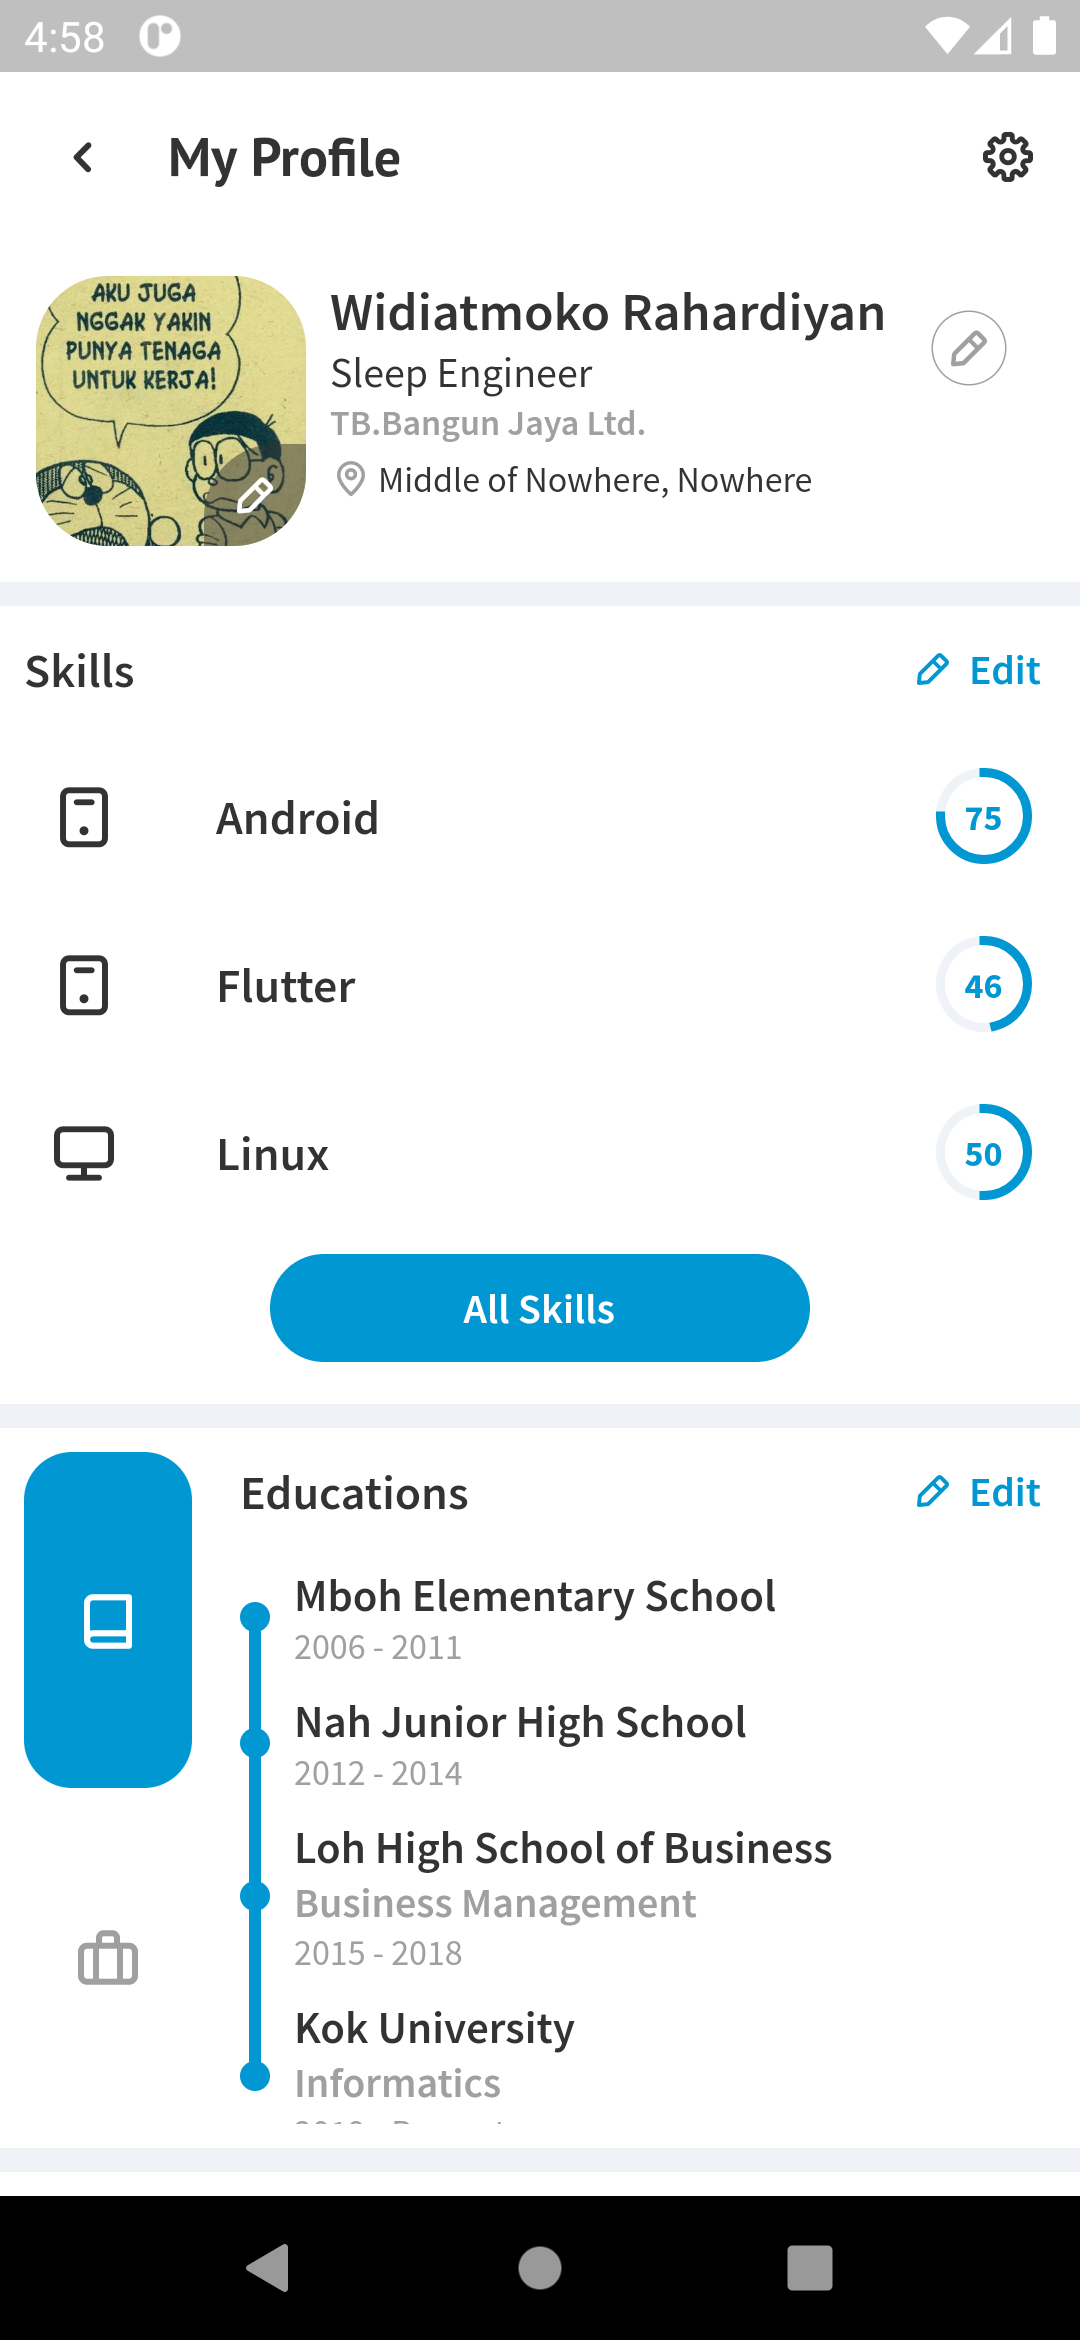 4:58
My Profile
AKU JUGA
NGGAK YAKIN
PUNYA TENAGA
UNTUK KERJA!
Widiatmoko Rahardiyan
Sleep Engineer
TB.Bangun Jaya Ltd.
Middle of Nowhere, Nowhere
Skills
Edit
Android
75
Flutter
46
Linux
50
All Skills
Educations
Edit
Mboh Elementary School
2006 - 2011
Nah Junior High School
2012 - 2014
Loh High School of Business
Business Management
2015 - 2018
Kok University
Informatics